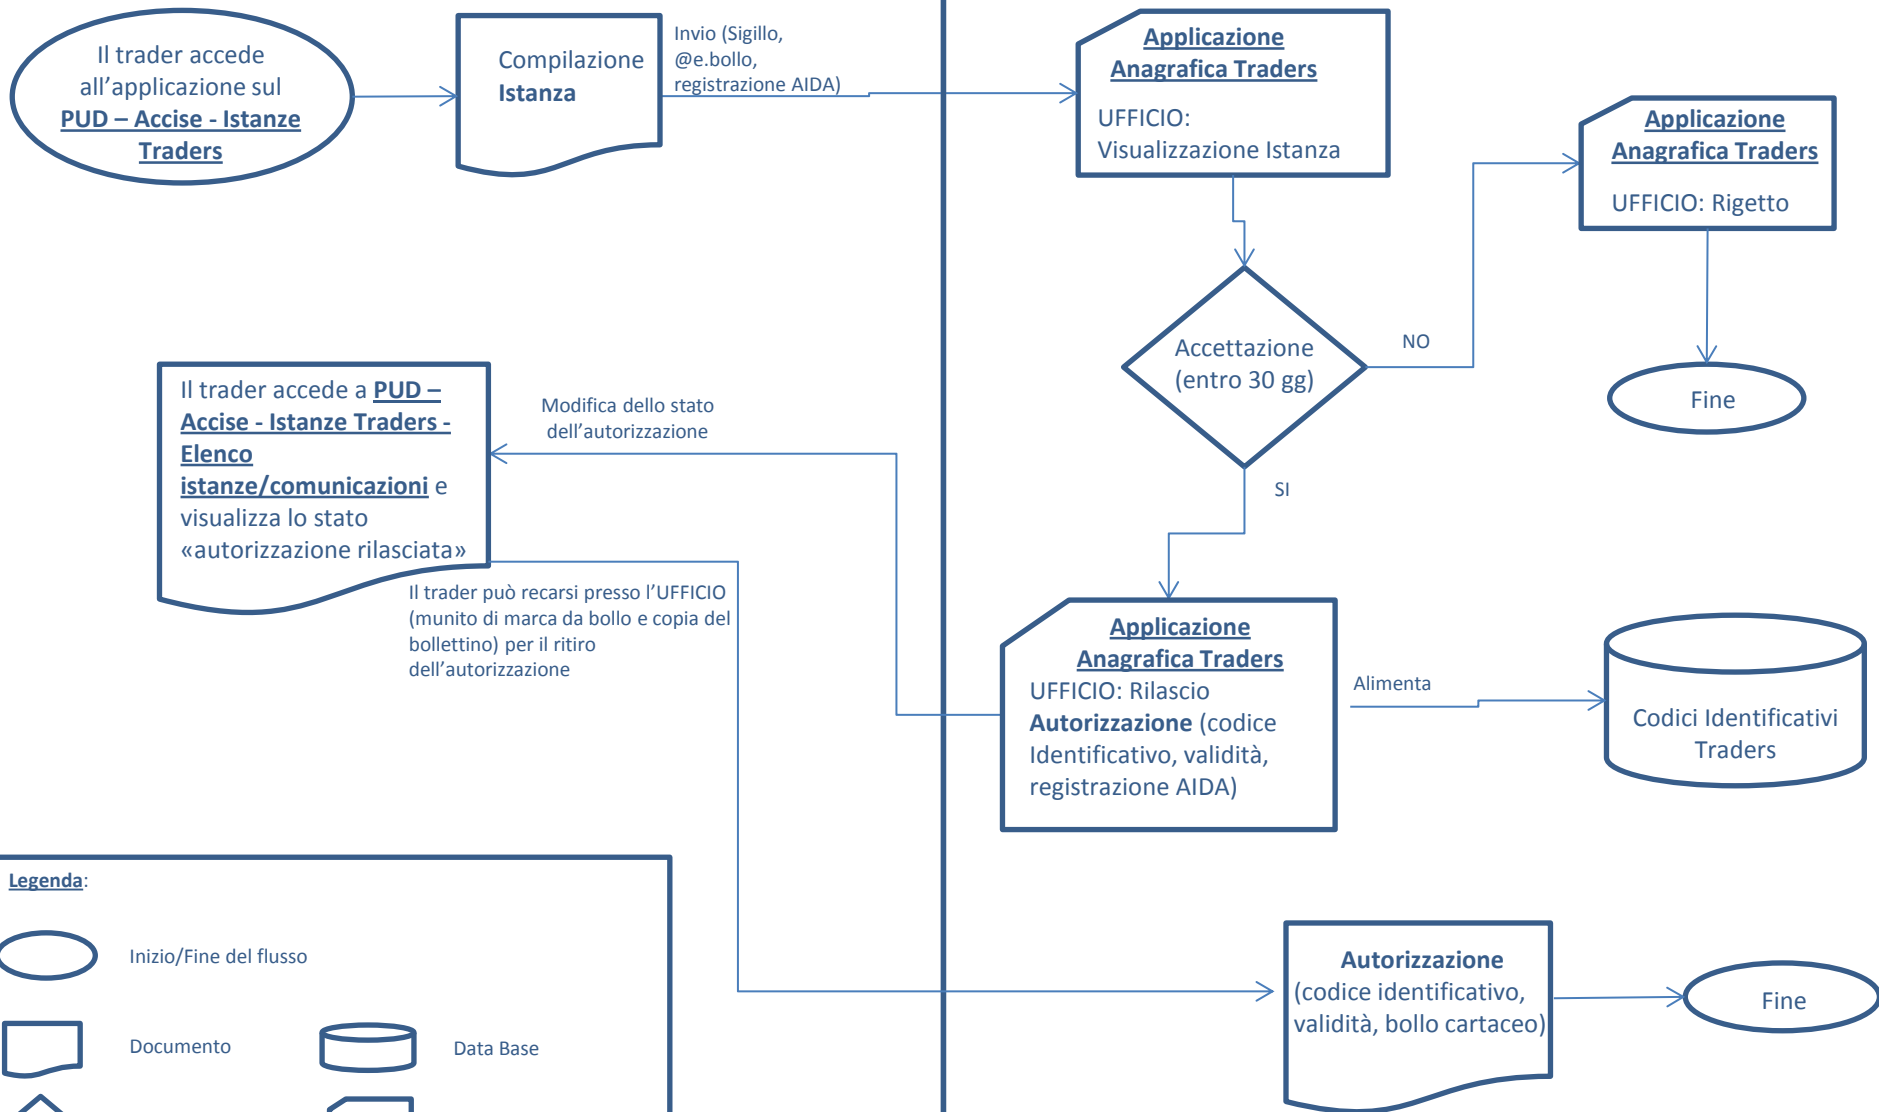 Il trader accede
all'applicazione sul
PUD – Accise - Istanze
Traders
Compilazione
Istanza
Invio (Sigillo,
@e.bollo,
registrazione AIDA)
Applicazione
Anagrafica Traders
UFFICIO:
Visualizzazione Istanza
Applicazione
Anagrafica Traders
UFFICIO: Rigetto
Accettazione
(entro 30 gg)
NO
Fine
SI
Il trader accede a PUD –
Accise - Istanze Traders -
Elenco
istanze/comunicazioni e
visualizza lo stato
«autorizzazione rilasciata»
Modifica dello stato
dell'autorizzazione
Il trader può recarsi presso l'UFFICIO
(munito di marca da bollo e copia del
bollettino) per il ritiro
dell'autorizzazione
Applicazione
Anagrafica Traders
UFFICIO: Rilascio
Autorizzazione (codice
Identificativo, validità,
registrazione AIDA)
Alimenta
Codici Identificativi
Traders
Autorizzazione
(codice identificativo,
validità, bollo cartaceo)
Fine
Legenda:
Inizio/Fine del flusso
Documento
Data Base